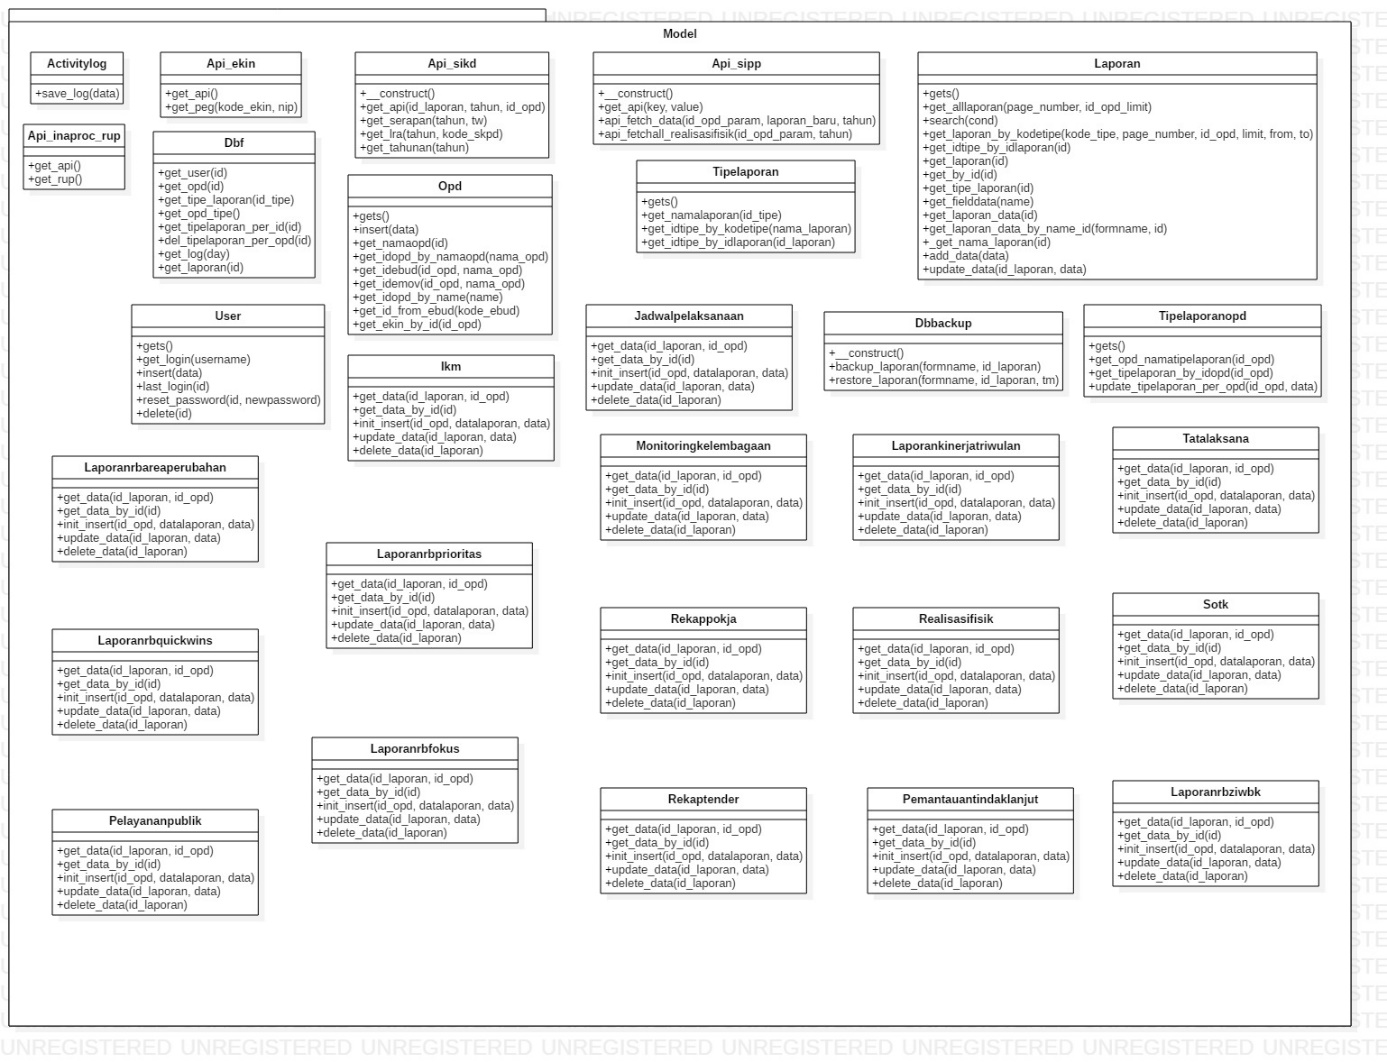 Model
Activitylog
+save_log(data)
Api_ekin
+get_api()
+get_peg(kode_ekin, nip)
Api_sikd
+__construct()
+get_api(id_laporan, tahun, id_opd)
+get_serapan(tahun, tw)
+get_lra(tahun, kode_skpd)
+get_tahunan(tahun)
Api_sipp
+__construct()
+get_api(key, value)
+api_fetch_data(id_opd_param, laporan_baru, tahun)
+api_fetchall_realisasifisik(id_opd_param, tahun)
Laporan
+gets()
+get_alllaporan(page_number, id_opd_limit)
+search(cond)
+get_laporan_by_kodetipe(kode_tipe, page_number, id_opd, limit, from, to)
+get_idtipe_by_idlaporan(id)
+get_laporan(id)
+get_by_id(id)
+get_tipe_laporan(id)
+get_fielddata(name)
+get_laporan_data(id)
+get_laporan_data_by_name_id(formname, id)
+_get_nama_laporan(id)
+add_data(data)
+update_data(id_laporan, data)
Api_inaproc_rup
+get_api()
+get_rup()
Dbf
+get_user(id)
+get_opd(id)
+get_tipe_laporan(id_tipe)
+get_opd_tipe()
+get_tipelaporan_per_id(id)
+del_tipelaporan_per_opd(id)
+get_log(day)
+get_laporan(id)
Opd
+gets()
+insert(data)
+get_namaopd(id)
+get_idopd_by_namaopd(nama_opd)
+get_idebud(id_opd, nama_opd)
+get_idemov(id_opd, nama_opd)
+get_idopd_by_name(name)
+get_id_from_ebud(kode_ebud)
+get_ekin_by_id(id_opd)
Tipelaporan
+gets()
+get_namalaporan(id_tipe)
+get_idtipe_by_kodetipe(nama_laporan)
+get_idtipe_by_idlaporan(id_laporan)
User
+gets()
+get_login(username)
+insert(data)
+last_login(id)
+reset_password(id, newpassword)
+delete(id)
Ikm
+get_data(id_laporan, id_opd)
+get_data_by_id(id)
+init_insert(id_opd, datalaporan, data)
+update_data(id_laporan, data)
+delete_data(id_laporan)
Jadwalpelaksanaan
+get_data(id_laporan, id_opd)
+get_data_by_id(id)
+init_insert(id_opd, datalaporan, data)
+update_data(id_laporan, data)
+delete_data(id_laporan)
Dbbackup
+__construct()
+backup_laporan(formname, id_laporan)
+restore_laporan(formname, id_laporan, tm)
Tipelaporanopd
+gets()
+get_opd_namatipelaporan(id_opd)
+get_tipelaporan_by_idopd(id_opd)
+update_tipelaporan_per_opd(id_opd, data)
Laporanrbareaperubahan
+get_data(id_laporan, id_opd)
+get_data_by_id(id)
+init_insert(id_opd, datalaporan, data)
+update_data(id_laporan, data)
+delete_data(id_laporan)
Monitoringkelembagaan
+get_data(id_laporan, id_opd)
+get_data_by_id(id)
+init_insert(id_opd, datalaporan, data)
+update_data(id_laporan, data)
+delete_data(id_laporan)
Laporankinerjatriwulan
+get_data(id_laporan, id_opd)
+get_data_by_id(id)
+init_insert(id_opd, datalaporan, data)
+update_data(id_laporan, data)
+delete_data(id_laporan)
Tatalaksana
+get_data(id_laporan, id_opd)
+get_data_by_id(id)
+init_insert(id_opd, datalaporan, data)
+update_data(id_laporan, data)
+delete_data(id_laporan)
Laporanrbprioritas
+get_data(id_laporan, id_opd)
+get_data_by_id(id)
+init_insert(id_opd, datalaporan, data)
+update_data(id_laporan, data)
+delete_data(id_laporan)
Laporanrbquickwins
+get_data(id_laporan, id_opd)
+get_data_by_id(id)
+init_insert(id_opd, datalaporan, data)
+update_data(id_laporan, data)
+delete_data(id_laporan)
Rekappokja
+get_data(id_laporan, id_opd)
+get_data_by_id(id)
+init_insert(id_opd, datalaporan, data)
+update_data(id_laporan, data)
+delete_data(id_laporan)
Realisasifisik
+get_data(id_laporan, id_opd)
+get_data_by_id(id)
+init_insert(id_opd, datalaporan, data)
+update_data(id_laporan, data)
+delete_data(id_laporan)
Sotk
+get_data(id_laporan, id_opd)
+get_data_by_id(id)
+init_insert(id_opd, datalaporan, data)
+update_data(id_laporan, data)
+delete_data(id_laporan)
Laporanrbfokus
+get_data(id_laporan, id_opd)
+get_data_by_id(id)
+init_insert(id_opd, datalaporan, data)
+update_data(id_laporan, data)
+delete_data(id_laporan)
Pelayananpublik
+get_data(id_laporan, id_opd)
+get_data_by_id(id)
+init_insert(id_opd, datalaporan, data)
+update_data(id_laporan, data)
+delete_data(id_laporan)
Rekaptender
+get_data(id_laporan, id_opd)
+get_data_by_id(id)
+init_insert(id_opd, datalaporan, data)
+update_data(id_laporan, data)
+delete_data(id_laporan)
Pemantauantindaklanjut
+get_data(id_laporan, id_opd)
+get_data_by_id(id)
+init_insert(id_opd, datalaporan, data)
+update_data(id_laporan, data)
+delete_data(id_laporan)
Laporanrbziwbk
+get_data(id_laporan, id_opd)
+get_data_by_id(id)
+init_insert(id_opd, datalaporan, data)
+update_data(id_laporan, data)
+delete_data(id_laporan)
UNREGISTERED UNREGISTERED UNREGISTERED UNREGISTERED UNREGISTERED UNREGISTERED UNREGISTERED UNREGISTE